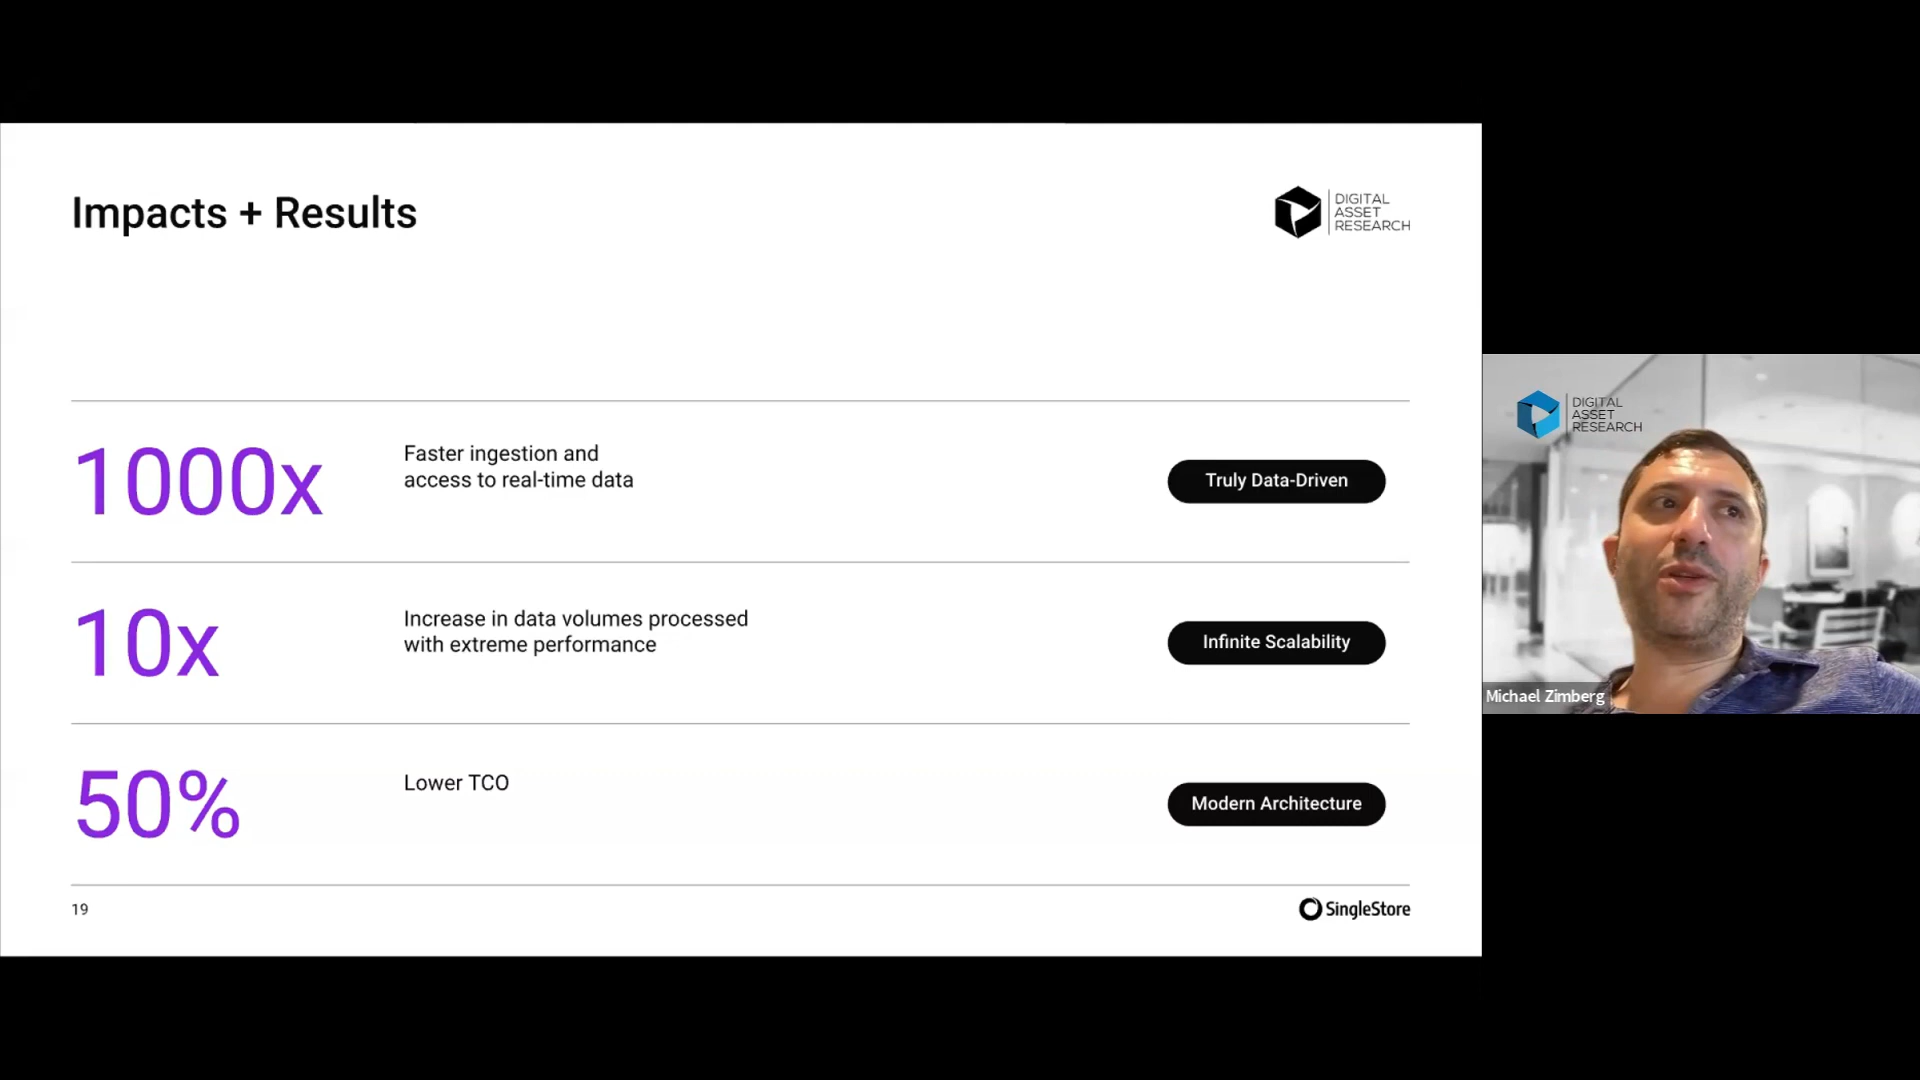 Impacts + Results
DIGITAL
ASSET
RESEARCH
1000x
Faster ingestion and
access to real-time data
Truly Data-Driven
10x
Increase in data volumes processed
with extreme performance
Infinite Scalability
50%
Lower TCO
Modern Architecture
19
SingleStore
DIGITAL
ASSET
RESEARCH
Michael Zimberg